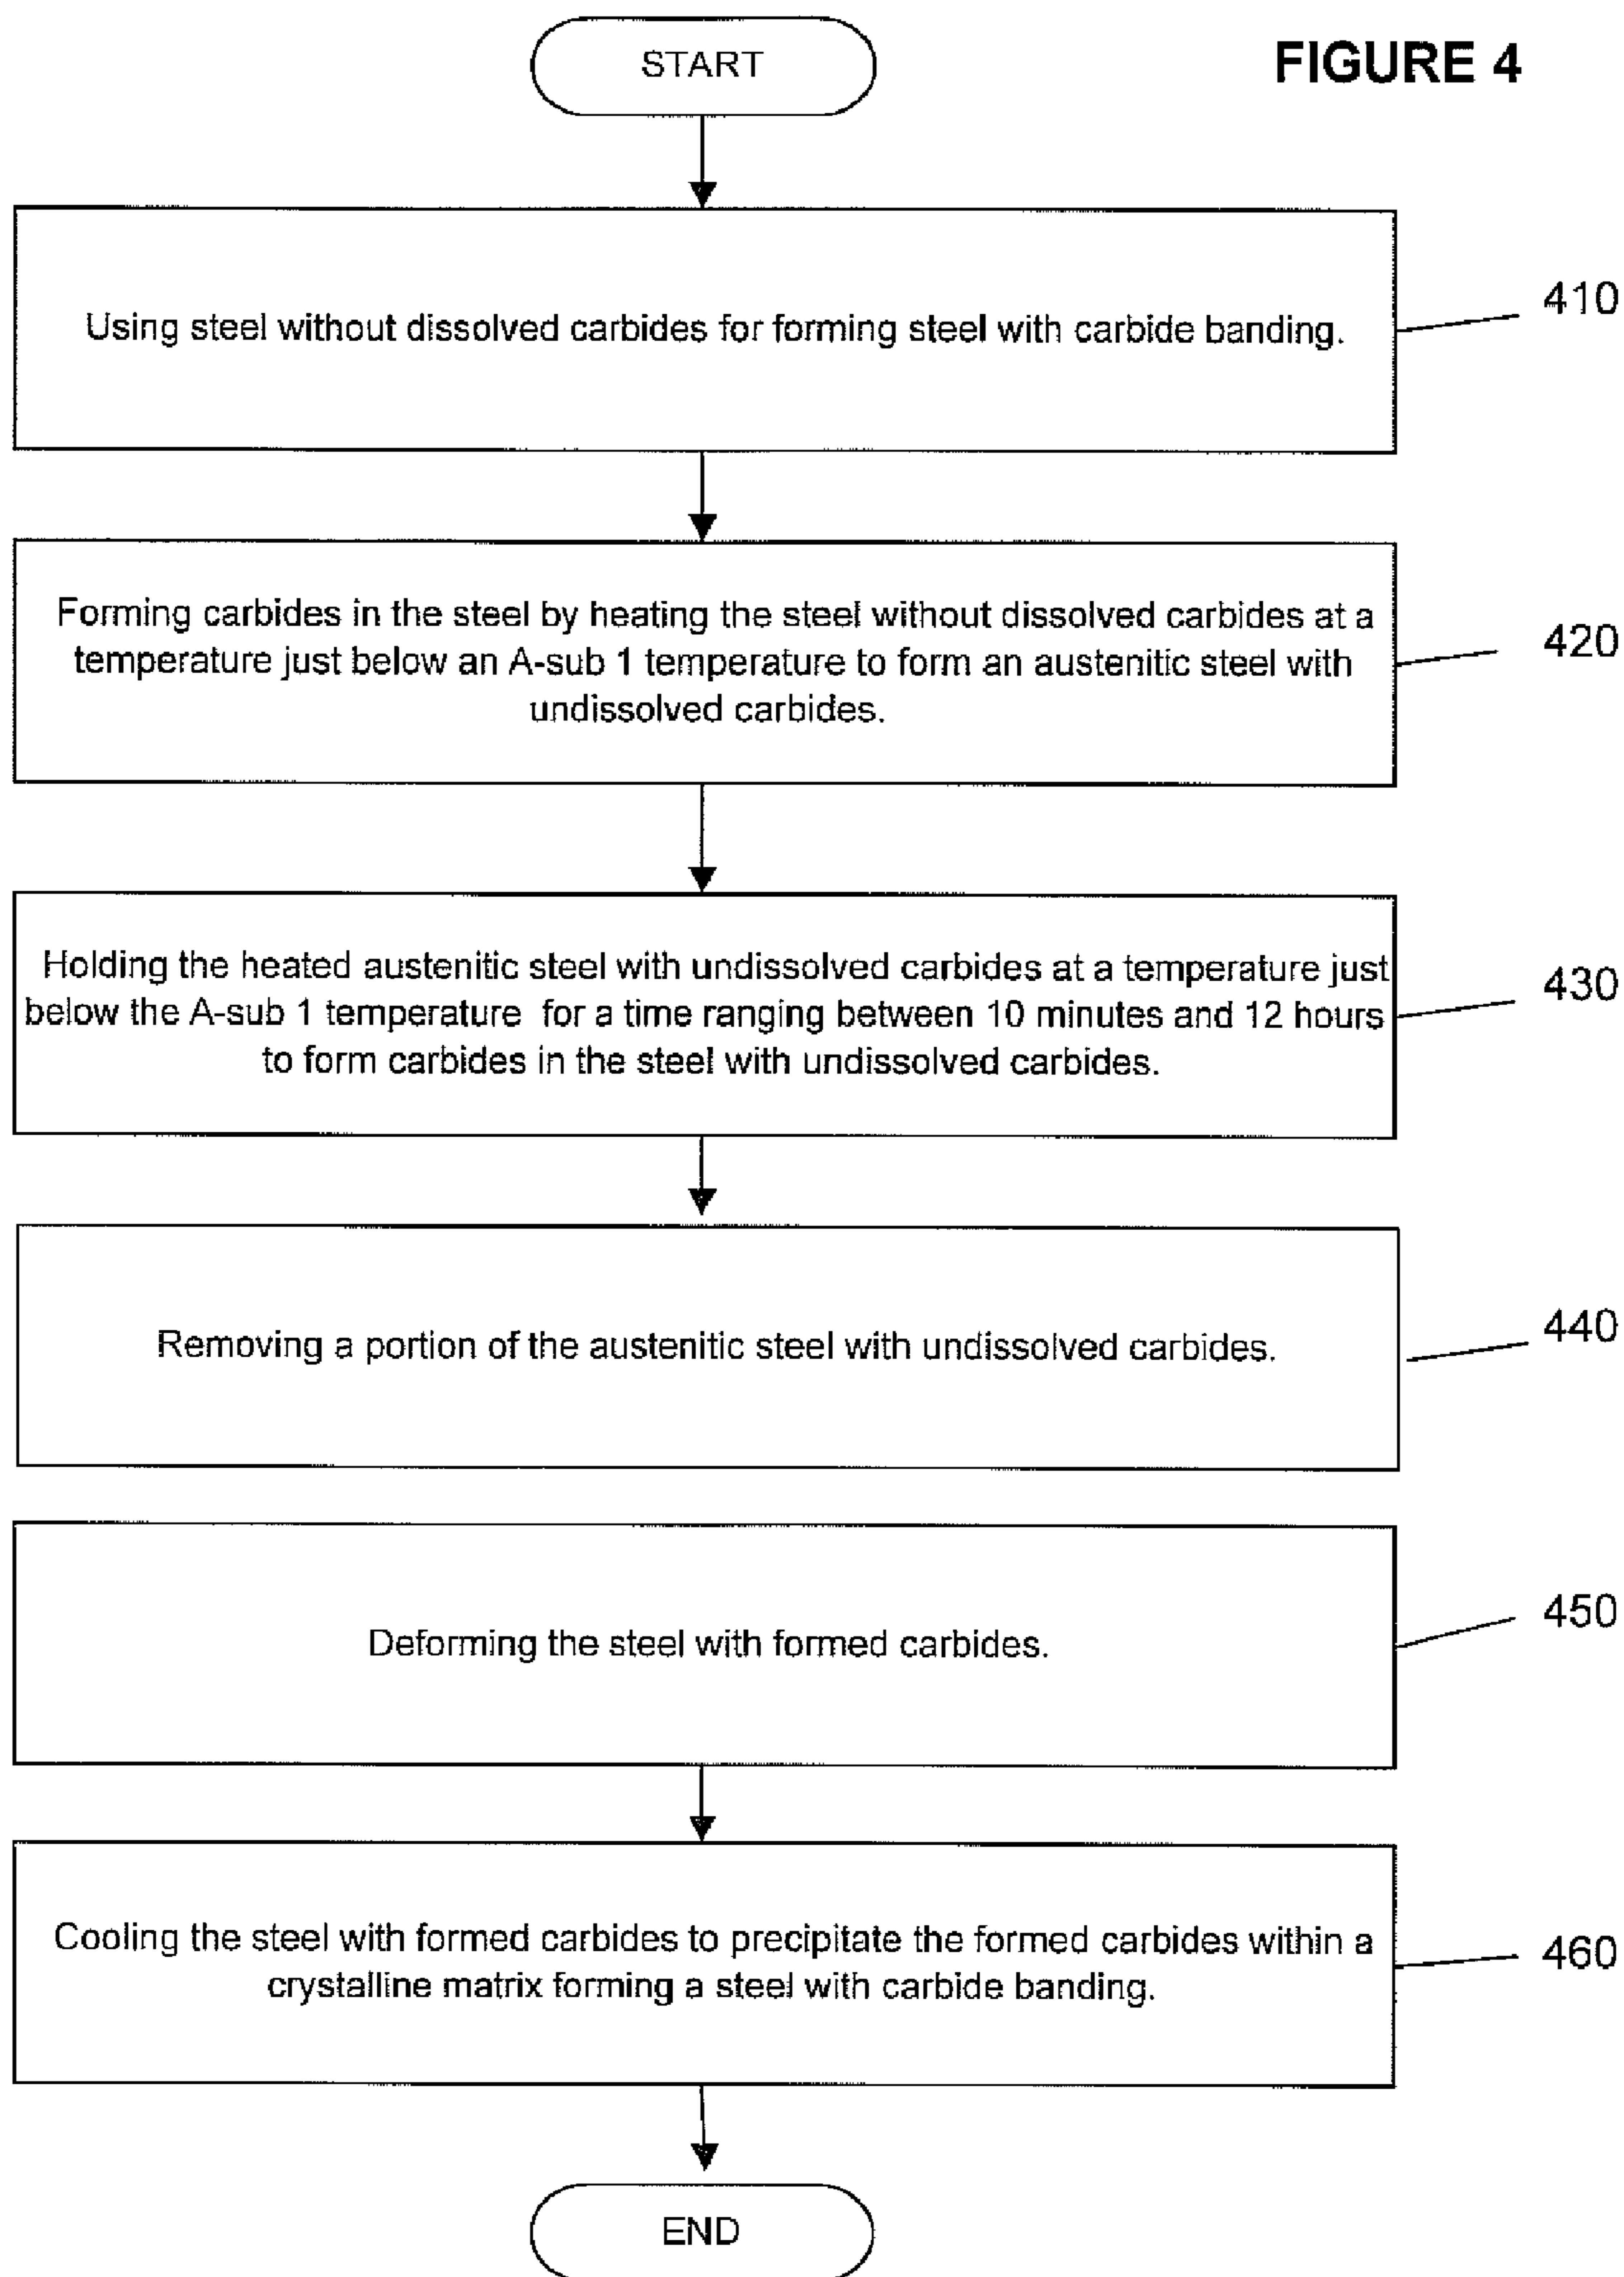 START
FIGURE 4
Using steel without dissolved carbides for forming steel with carbide banding.
410
Forming carbides in the steel by heating the steel without dissolved carbides at a
temperature just below an A-sub 1 temperature to form an austenitic steel with
undissolved carbides.
420
Holding the heated austenitic steel with undissolved carbides at a temperature just
below the A-sub 1 temperature for a time ranging between 10 minutes and 12 hours
to form carbides in the steel with undissolved carbides.
430
Removing a portion of the austenitic steel with undissolved carbides.
440
Deforming the steel with formed carbides.
450
Cooling the steel with formed carbides to precipitate the formed carbides within a
crystalline matrix forming a steel with carbide banding.
460
END